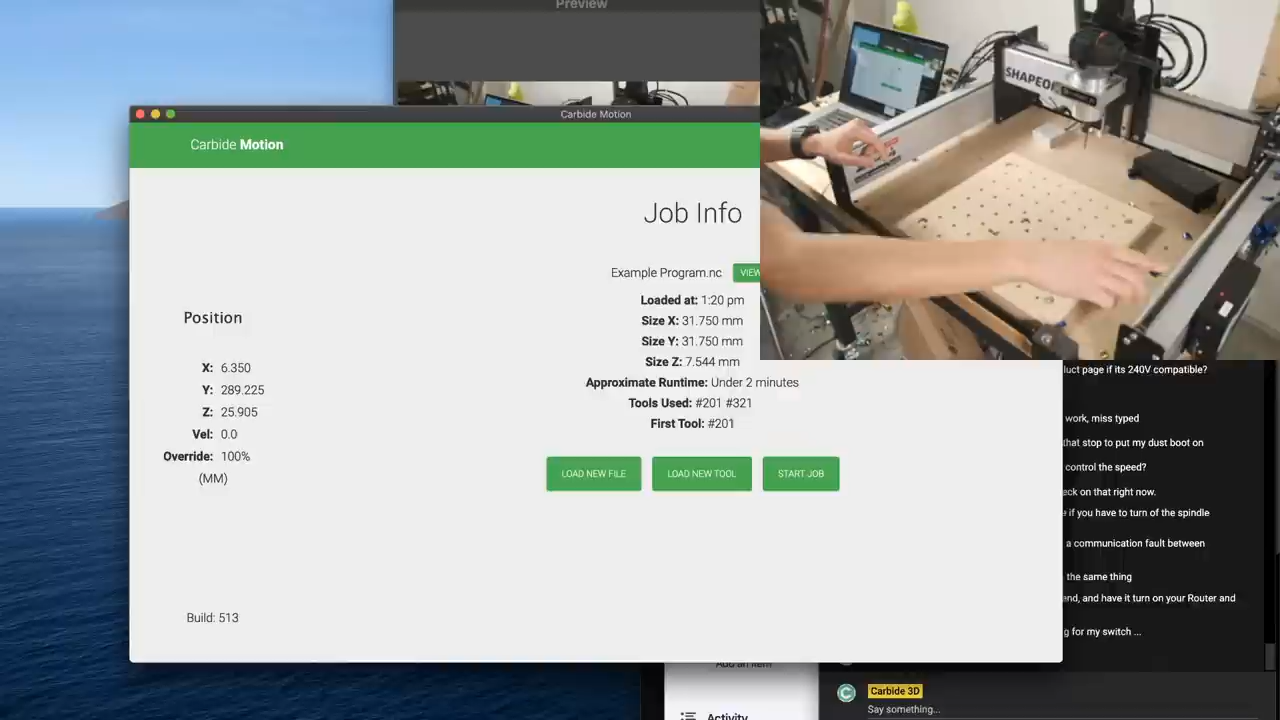 Preview
Carbide Motion
Carbide Motion
SHAPEO
Job Info
Example Program.nc
VIEW
Loaded at: 1:20 pm
Size X: 31.750 mm
Size Y: 31.750 mm
Size Z: 7.544 mm
Approximate Runtime: Under 2 minutes
Tools Used: #201 #321
First Tool: #201
LOAD NEW FILE
LOAD NEW TOOL
START JOB
Position
X: 6.350
Y: 289.225
Z: 25.905
Vel: 0.0
Override: 100%
(MM)
Build: 513
luct page if its 240V compatible?
work, miss typed
that stop to put my dust boot on
control the speed?
eck on that right now.
e if you have to turn of the spindle
a communication fault between
the same thing
end, and have it turn on your Router and
g for my switch ...
Add an item
Activity
C
Carbide 3D
Say something...